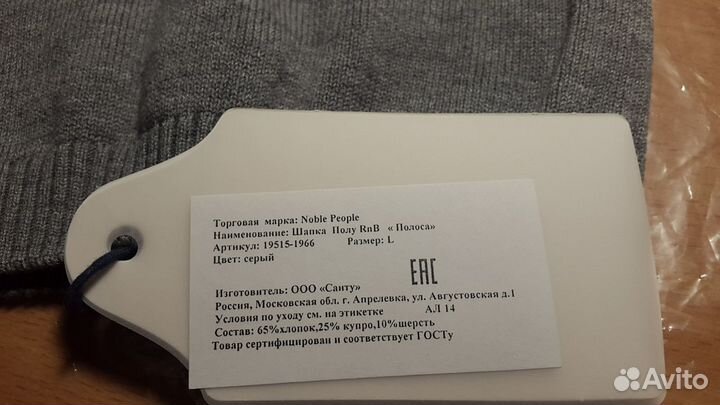 Торговая марка: Noble People
Наименование: Шапка Полу RnB « Полоса»
Артикул: 19515-1966 Размер: L
Цвет: серый
EAC
Изготовитель: ООО «Санту»
Россия, Московская обл. г. Апрелевка, ул. Августовская д.1
Условия по уходу см. на этикетке АЛ 14
Состав: 65%хлопок,25% купро,10%шерсть
Товар сертифицирован и соответствует ГОСТу
Avito